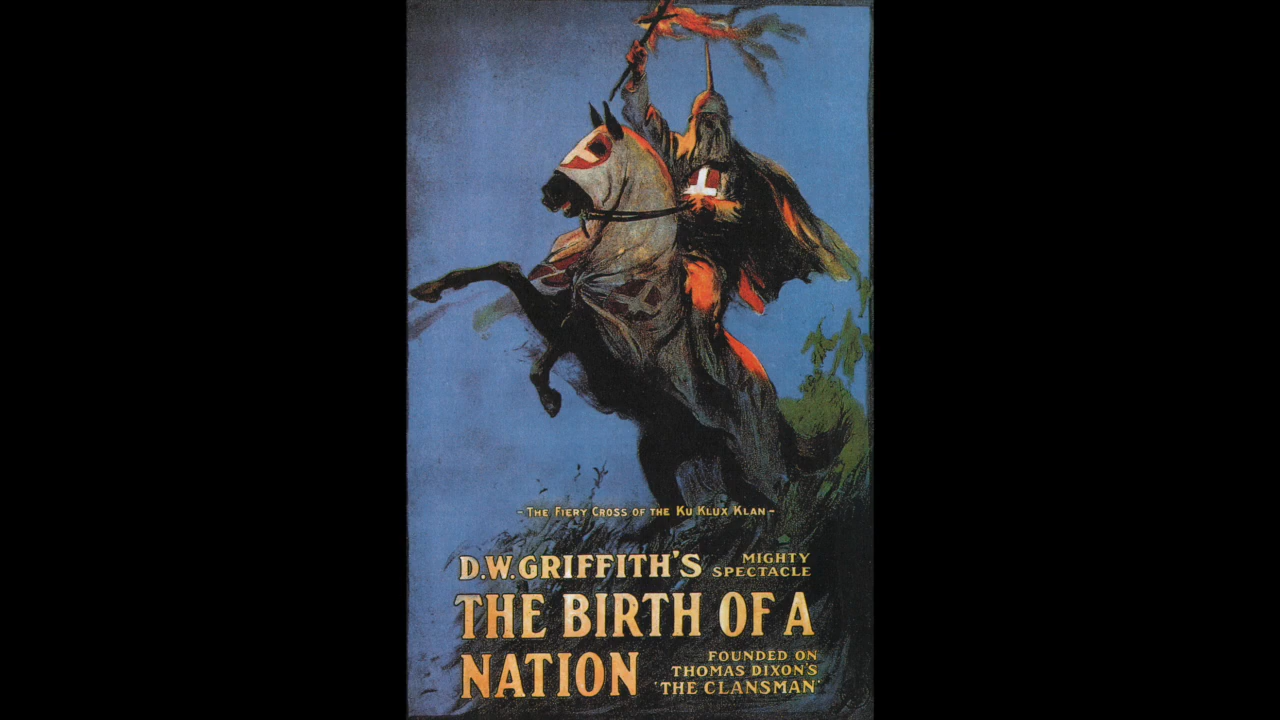 - THE FIERY CROSS OF THE KU KLUX KLAN -
D.W. GRIFFITH'S
MIGHTY
SPECTACLE
THE BIRTH OF A
NATION
FOUNDED ON
THOMAS DIXON'S
'THE CLANSMAN'